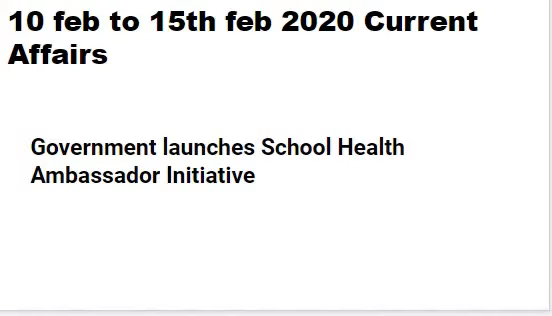 10 feb to 15th feb 2020 Current
Affairs
Government launches School Health
Ambassador Initiative